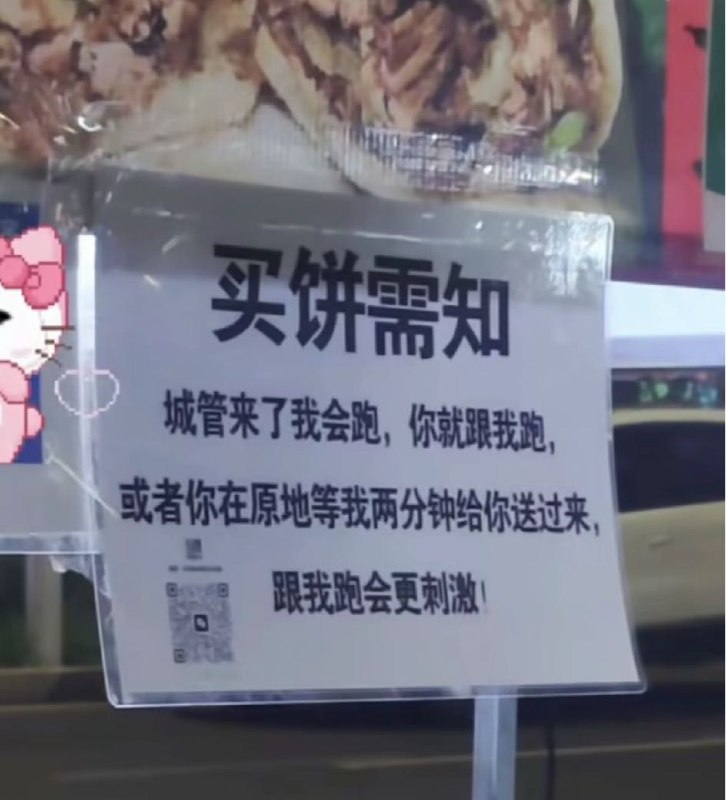 买饼需知
城管来了我会跑，你就跟我跑，
或者你在原地等我两分钟给你送过来，
跟我跑会更刺激！